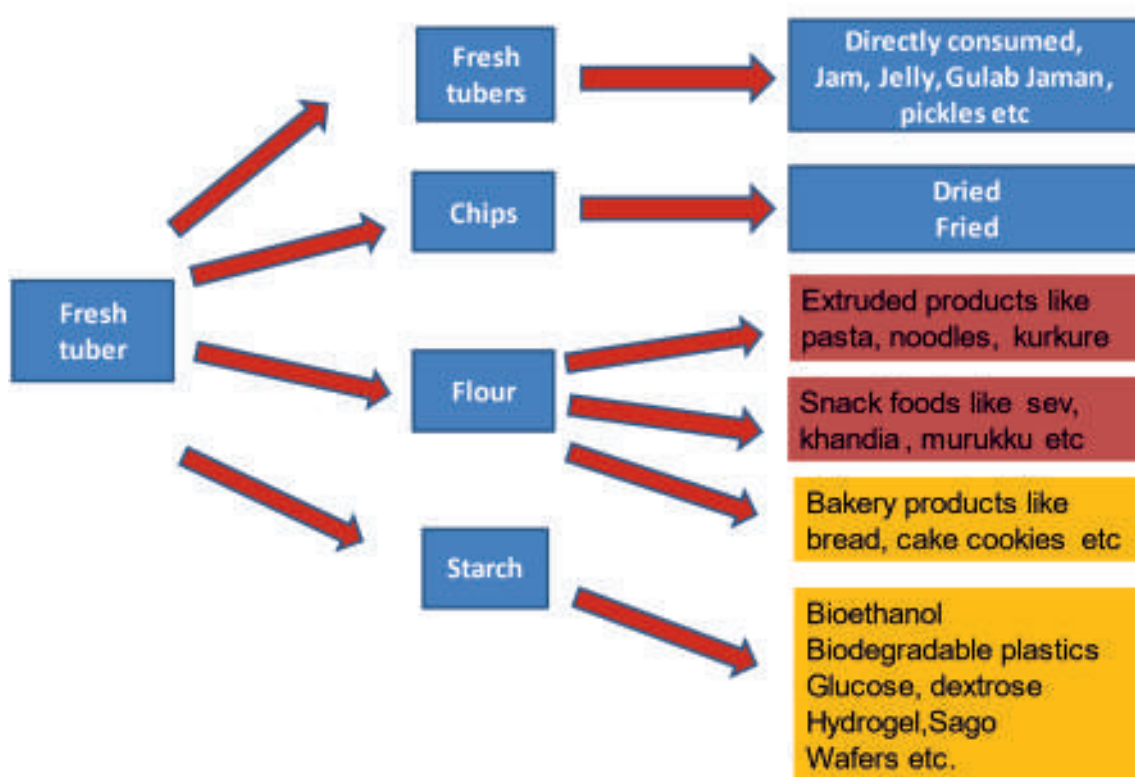 Fresh
tuber
Fresh
tubers
Directly consumed,
Jam, Jelly, Gulab Jaman,
pickles etc
Chips
Dried
Fried
Flour
Extruded products like
pasta, noodles, kurkure
Snack foods like sev,
khandia, murukku etc
Bakery products like
bread, cake cookies etc
Starch
Bioethanol
Biodegradable plastics
Glucose, dextrose
Hydrogel,Sago
Wafers etc.